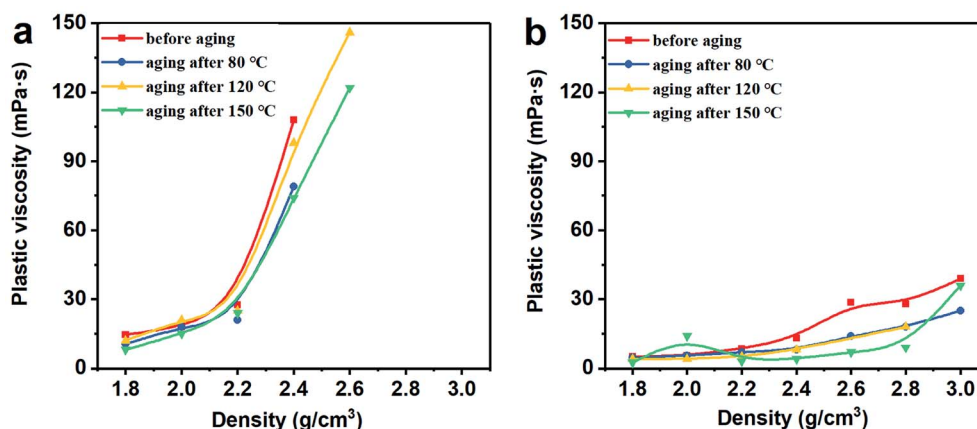 a
before aging
aging after 80 ℃
aging after 120 ℃
aging after 150 ℃
Plastic viscosity (mPa·s)
150
120
90
60
30
0
1.8 2.0 2.2 2.4 2.6 2.8 3.0
Density (g/cm³)
b
before aging
aging after 80 ℃
aging after 120 ℃
aging after 150 ℃
Plastic viscosity (mPa·s)
150
120
90
60
30
0
1.8 2.0 2.2 2.4 2.6 2.8 3.0
Density (g/cm³)